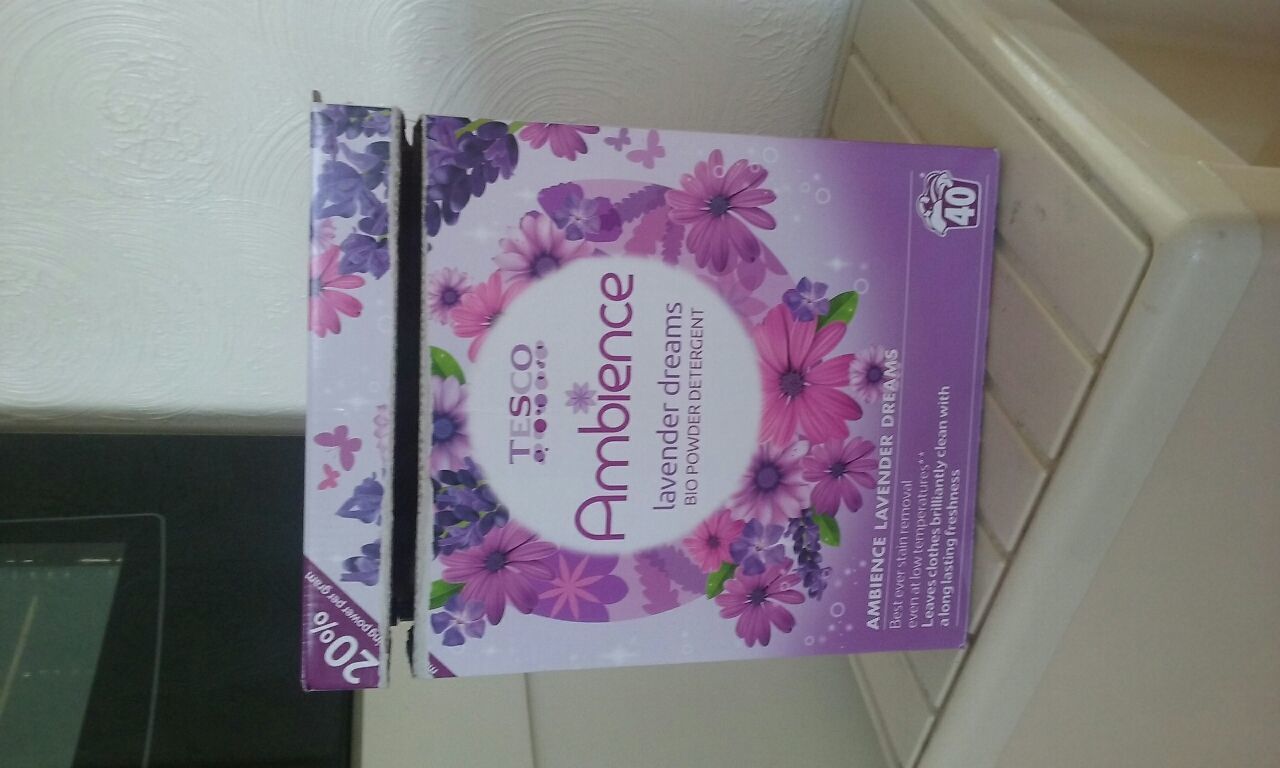 20%
power per gram
TESCO
Ambience
lavender dreams
BIO POWDER DETERGENT
AMBIENCE LAVENDER DREAMS
Best ever stain removal
even at low temperatures**
Leaves clothes brilliantly clean with
a long lasting freshness
40